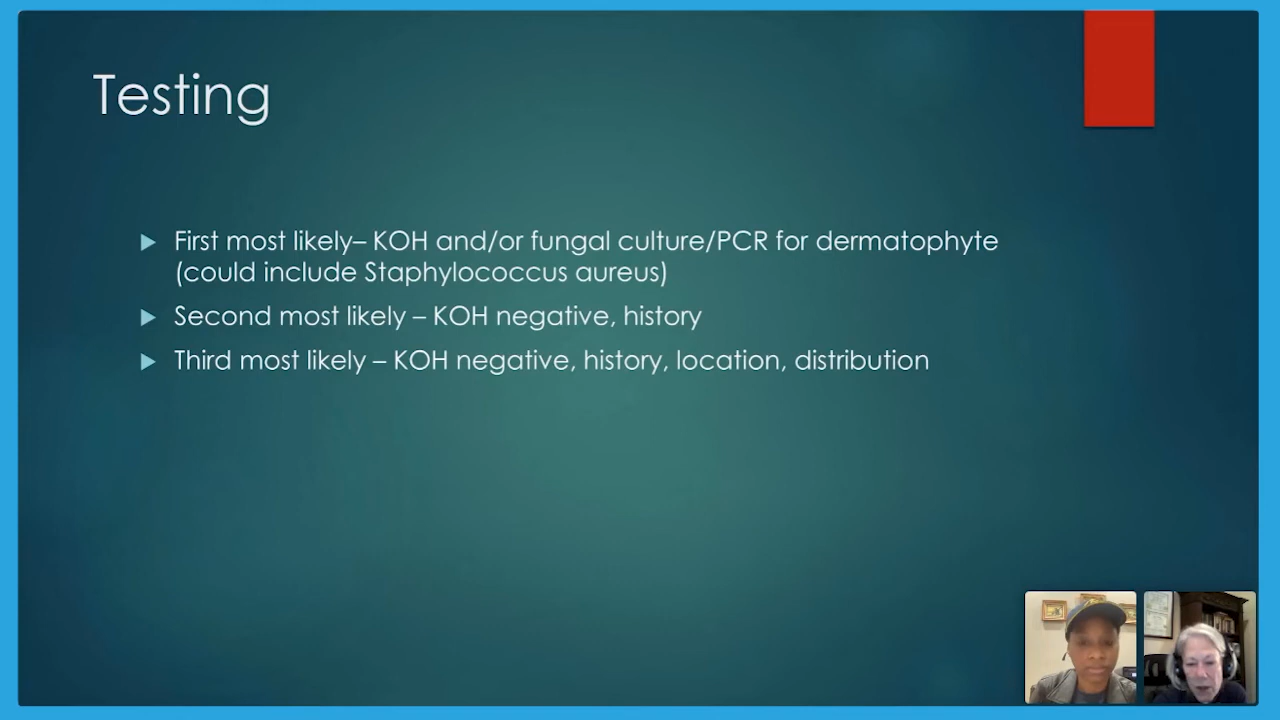 Testing
First most likely– KOH and/or fungal culture/PCR for dermatophyte
(could include Staphylococcus aureus)
Second most likely – KOH negative, history
Third most likely – KOH negative, history, location, distribution